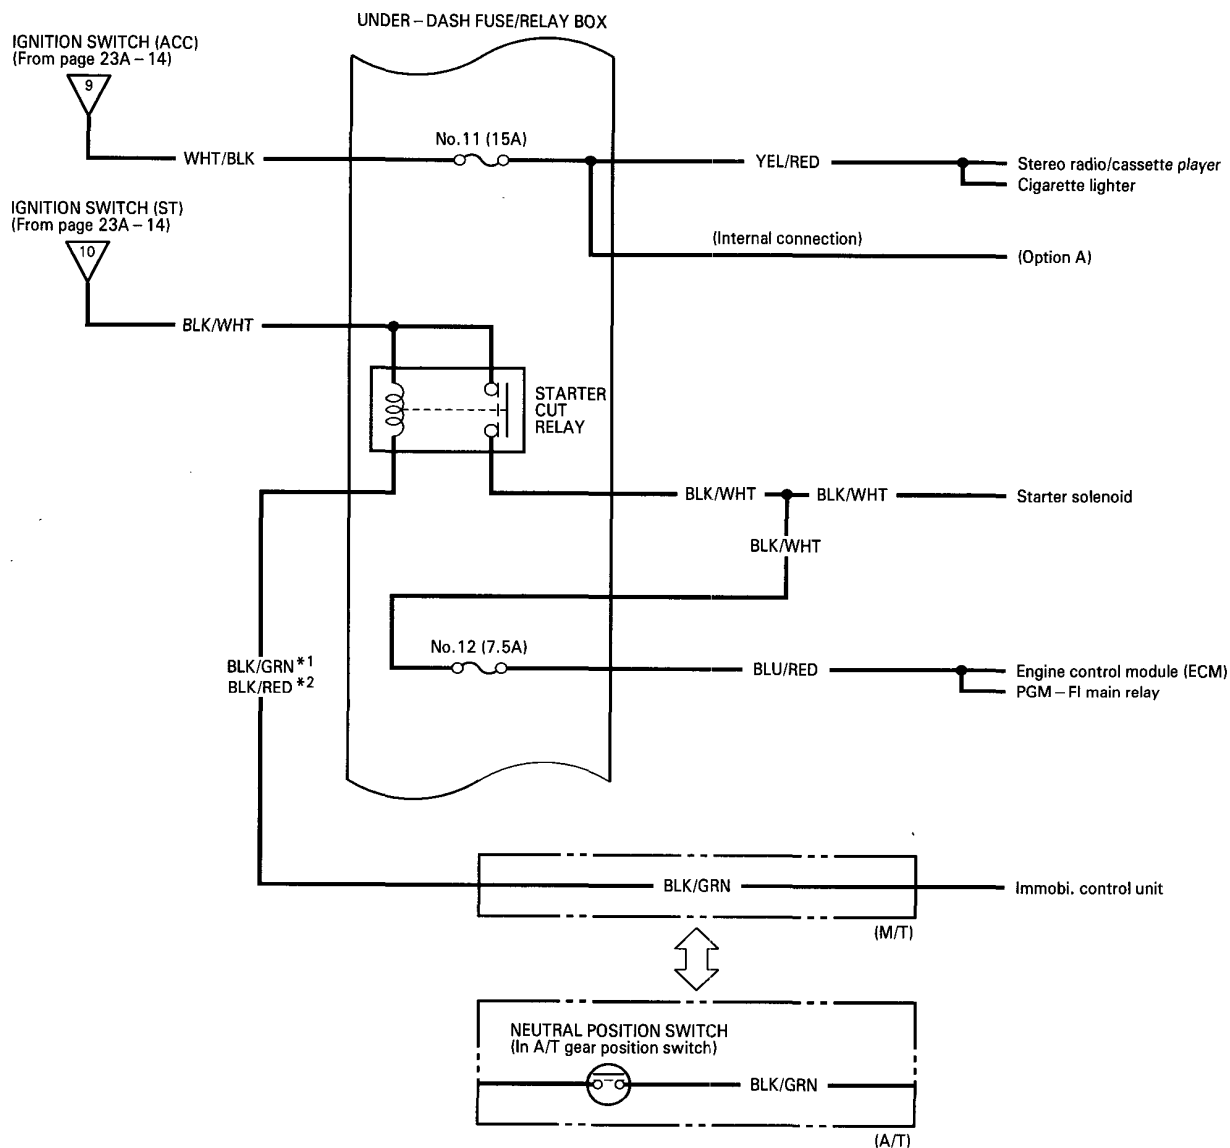 UNDER – DASH FUSE/RELAY BOX
IGNITION SWITCH (ACC)
(From page 23A – 14)
9
No.11 (15A)
WHT/BLK
YEL/RED
Stereo radio/cassette player
Cigarette lighter
IGNITION SWITCH (ST)
(From page 23A – 14)
10
(Internal connection)
(Option A)
BLK/WHT
STARTER
CUT
RELAY
BLK/WHT
BLK/WHT
Starter solenoid
BLK/WHT
No.12 (7.5A)
BLK/GRN*1
BLK/RED*2
BLU/RED
Engine control module (ECM)
PGM – FI main relay
BLK/GRN
Immobi. control unit
(M/T)
NEUTRAL POSITION SWITCH
(In A/T gear position switch)
BLK/GRN
(A/T)